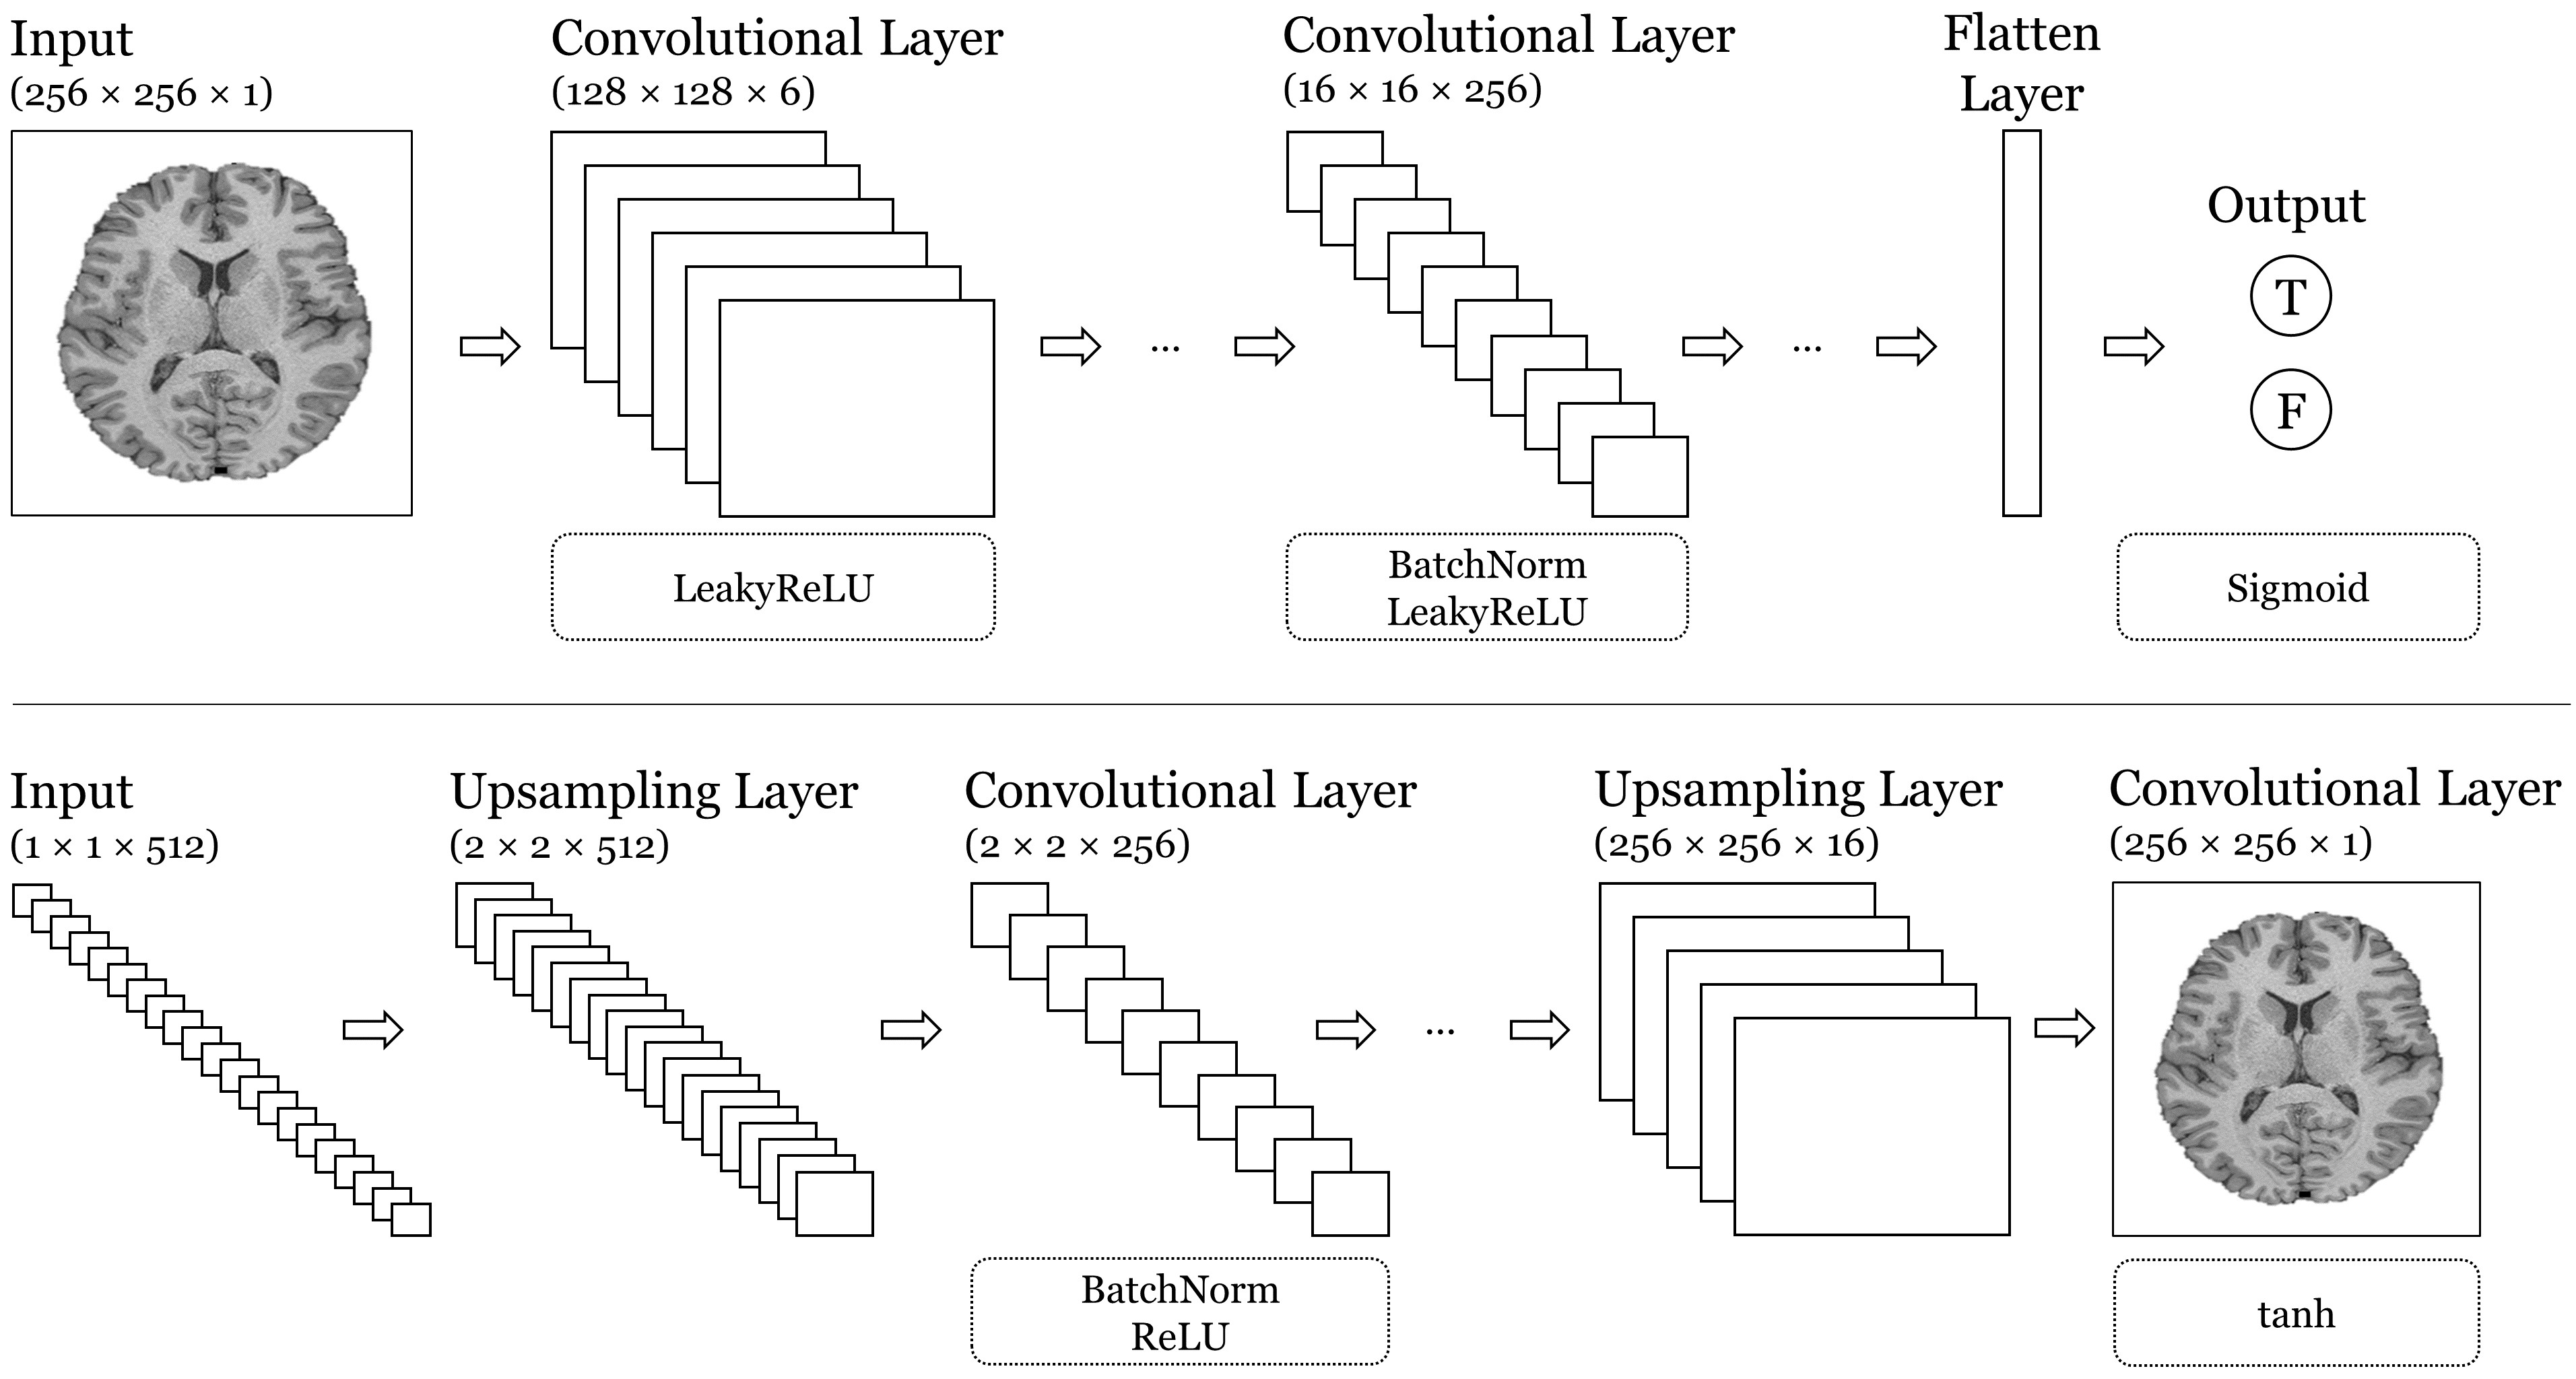 Input
(256 × 256 × 1)
Convolutional Layer
(128 × 128 × 6)
LeakyReLU
...
Convolutional Layer
(16 × 16 × 256)
BatchNorm
LeakyReLU
...
Flatten
Layer
Output
T
F
Sigmoid
Input
(1 × 1 × 512)
Upsampling Layer
(2 × 2 × 512)
Convolutional Layer
(2 × 2 × 256)
BatchNorm
ReLU
...
Upsampling Layer
(256 × 256 × 16)
Convolutional Layer
(256 × 256 × 1)
tanh